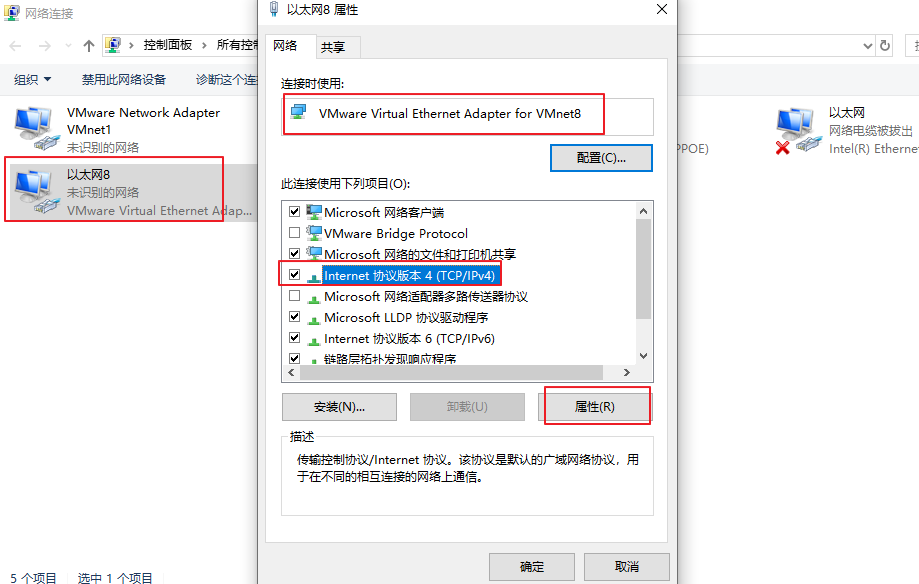 网络连接
以太网8 属性
控制面板
所有控
网络
共享
组织
禁用此网络设备
诊断这个连
连接时使用:
VMware Virtual Ethernet Adapter for VMnet8
配置(C)...
此连接使用下列项目(O):
Microsoft 网络客户端
VMware Bridge Protocol
Microsoft 网络的文件和打印机共享
Internet 协议版本 4 (TCP/IPv4)
Microsoft 网络适配器多路传送器协议
Microsoft LLDP 协议驱动程序
Internet 协议版本 6 (TCP/IPv6)
链路层拓扑发现响应程序
安装(N)...
卸载(U)
属性(R)
描述
传输控制协议/Internet 协议。该协议是默认的广域网络协议，用
于在不同的相互连接的网络上通信。
确定
取消
VMware Network Adapter
VMnet1
未识别的网络
以太网8
未识别的网络
VMware Virtual Ethernet Adap...
PPOE)
以太网
网络电缆被拔出
Intel(R) Etherne
5 个项目
选中 1 个项目